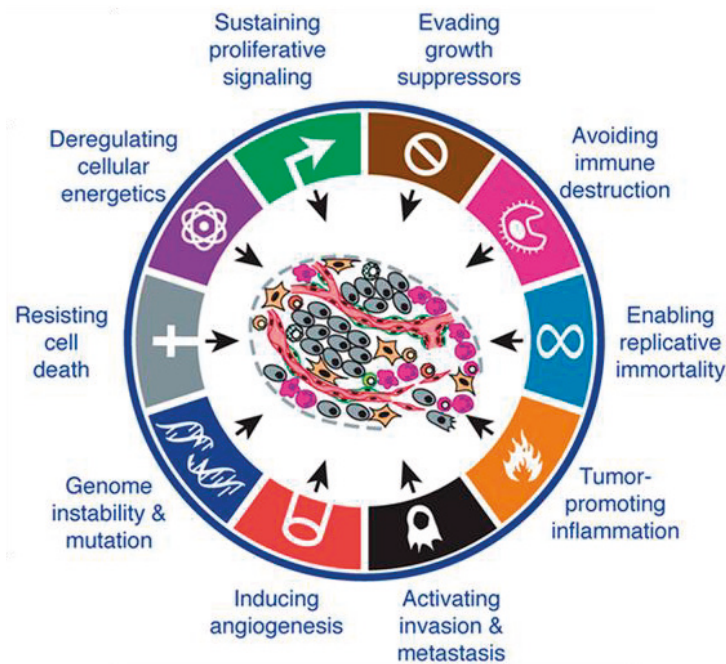 Sustaining
proliferative
signaling
Evading
growth
suppressors
Deregulating
cellular
energetics
Avoiding
immune
destruction
Resisting
cell
death
Enabling
replicative
immortality
Genome
instability &
mutation
Tumor-
promoting
inflammation
Inducing
angiogenesis
Activating
invasion &
metastasis